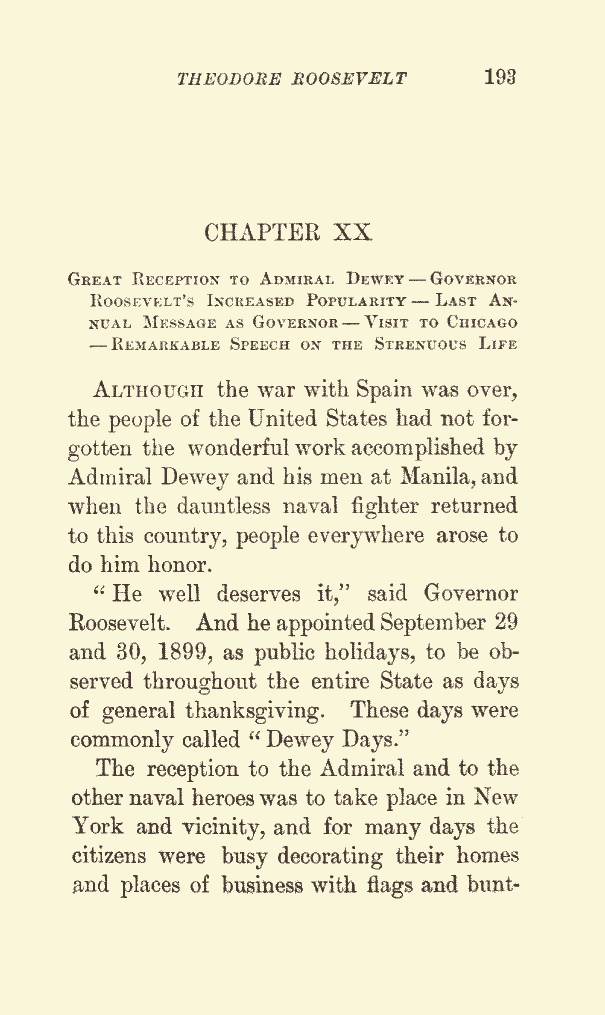 THEODORE ROOSEVELT 193
CHAPTER XX
GREAT RECEPTION TO ADMIRAL DEWEY — GOVERNOR
ROOSEVELT'S INCREASED POPULARITY — LAST AN-
NUAL MESSAGE AS GOVERNOR — VISIT TO CHICAGO
— REMARKABLE SPEECH ON THE STRENUOUS LIFE
ALTHOUGH the war with Spain was over,
the people of the United States had not for-
gotten the wonderful work accomplished by
Admiral Dewey and his men at Manila, and
when the dauntless naval fighter returned
to this country, people everywhere arose to
do him honor.
“ He well deserves it,” said Governor
Roosevelt. And he appointed September 29
and 30, 1899, as public holidays, to be ob-
served throughout the entire State as days
of general thanksgiving. These days were
commonly called “ Dewey Days.”
The reception to the Admiral and to the
other naval heroes was to take place in New
York and vicinity, and for many days the
citizens were busy decorating their homes
and places of business with flags and bunt-